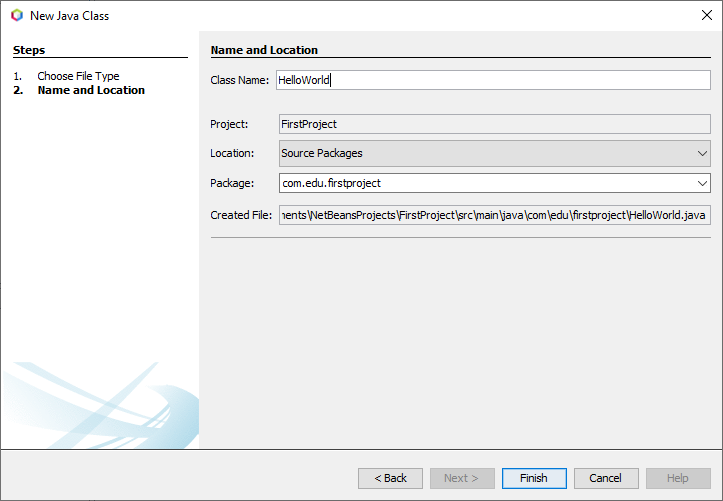 New Java Class
Steps
1. Choose File Type
2. Name and Location
Name and Location
Class Name: HelloWorld
Project: FirstProject
Location: Source Packages
Package: com.edu.firstproject
Created File: ents\NetBeansProjects\FirstProject\src\main\java\com\edu\firstproject\HelloWorld.java
< Back Next > Finish Cancel Help